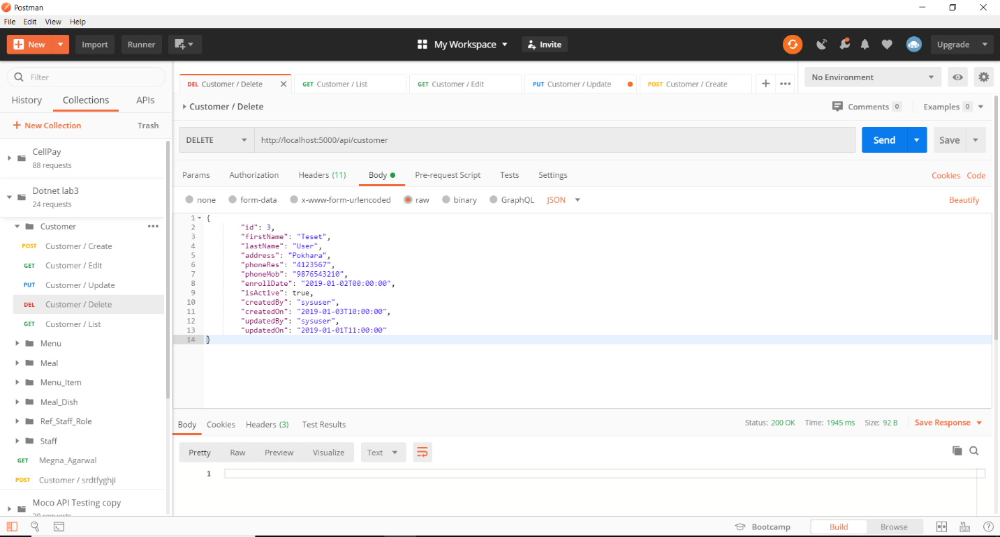 Postman
File Edit View Help
New Import Runner My Workspace Invite Upgrade
Filter
History Collections APIs
+ New Collection Trash
CellPay
88 requests
Dotnet lab3
24 requests
Customer
POST Customer / Create
GET Customer / Edit
PUT Customer / Update
DEL Customer / Delete
GET Customer / List
Menu
Meal
Menu_Item
Meal_Dish
Ref_Staff_Role
Staff
GET Megna_Agarwal
POST Customer / srdtfyghji
Moco API Testing copy
DEL Customer / Delete GET Customer / List GET Customer / Edit PUT Customer / Update POST Customer / Create
No Environment
Customer / Delete Comments 0 Examples 0
DELETE http://localhost:5000/api/customer Send Save
Params Authorization Headers (11) Body Pre-request Script Tests Settings Cookies Code
none form-data x-www-form-urlencoded raw binary GraphQL JSON Beautify
1 {
2 "id": 3,
3 "firstName": "Teset",
4 "lastName": "User",
5 "address": "Pokhara",
6 "phoneRes": "4123567",
7 "phoneMob": "9876543210",
8 "enrollDate": "2019-01-02T00:00:00",
9 "isActive": true,
10 "createdBy": "sysuser",
11 "createdOn": "2019-01-03T10:00:00",
12 "updatedBy": "sysuser",
13 "updatedOn": "2019-01-01T11:00:00"
14 }
Body Cookies Headers (3) Test Results Status: 200 OK Time: 1945 ms Size: 92 B Save Response
Pretty Raw Preview Visualize Text
1
Bootcamp Build Browse